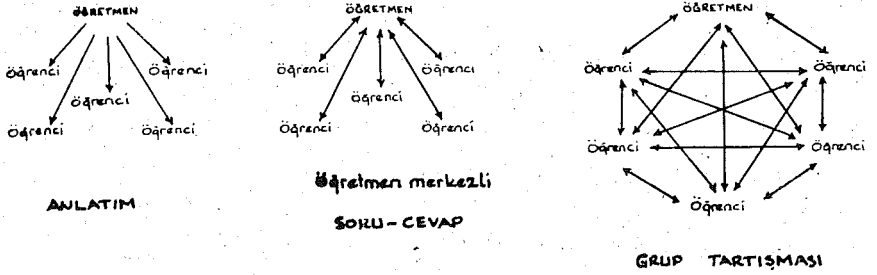 ÖĞRETMEN
Öğrenci Öğrenci
Öğrenci
Öğrenci Öğrenci
ANLATIM
ÖĞRETMEN
Öğrenci Öğrenci
Öğrenci
Öğrenci Öğrenci
Öğretmen merkezli
SORU-CEVAP
ÖĞRETMEN
Öğrenci Öğrenci
Öğrenci Öğrenci
Öğrenci
GRUP TARTIŞMASI